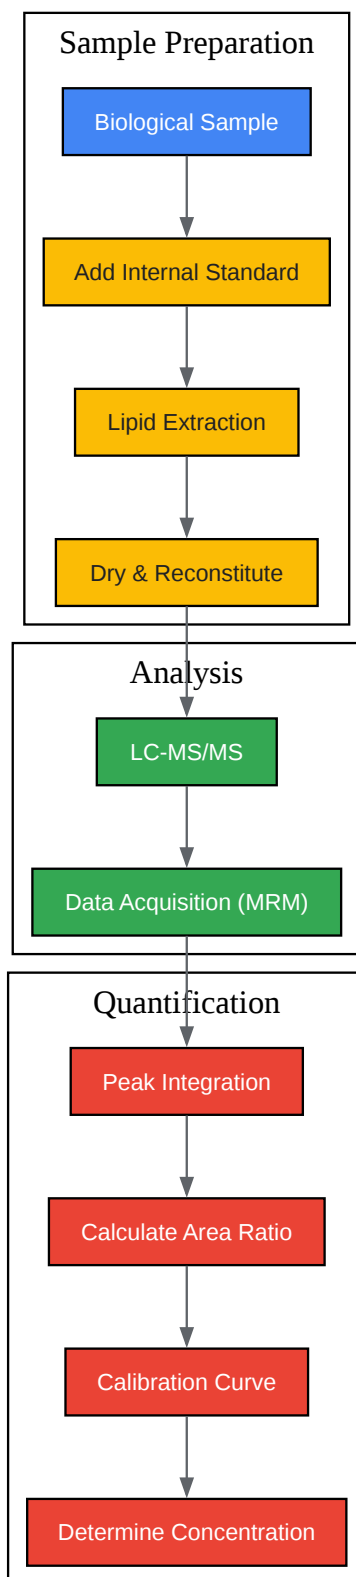 Sample Preparation
Biological Sample
Add Internal Standard
Lipid Extraction
Dry & Reconstitute
Analysis
LC-MS/MS
Data Acquisition (MRM)
Quantification
Peak Integration
Calculate Area Ratio
Calibration Curve
Determine Concentration